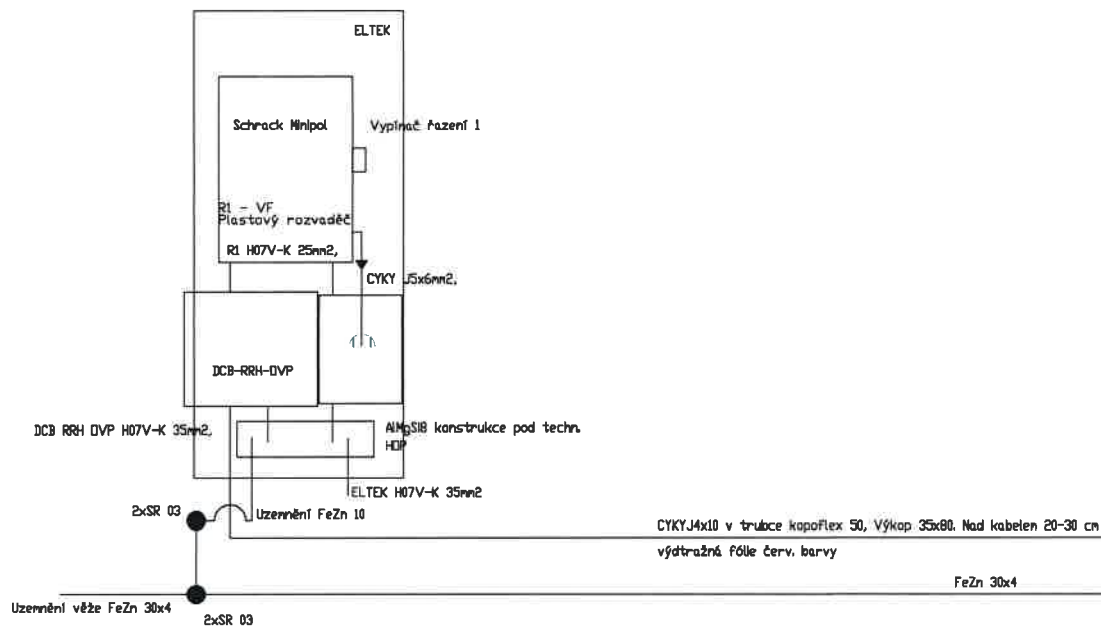 ELTEK
Schrack Minipol
Vypínač řazení 1
R1 - VF
Plastový rozvaděč
R1 H07V-K 25mm2,
CYKY J5x6mm2,
DCB-RRH-OVP
DCB RRH OVP H07V-K 35mm2,
AlMgSi8 konstrukce pod techn.
HOP
ELTEK H07V-K 35mm2
2xSR 03
Uzemnění FeZn 10
CYKYJ4x10 v trubce kopoflex 50, Výkop 35x80. Nad kabelem 20-30 cm
výdtražná fólie červ. barvy
FeZn 30x4
Uzemnění věže FeZn 30x4
2xSR 03